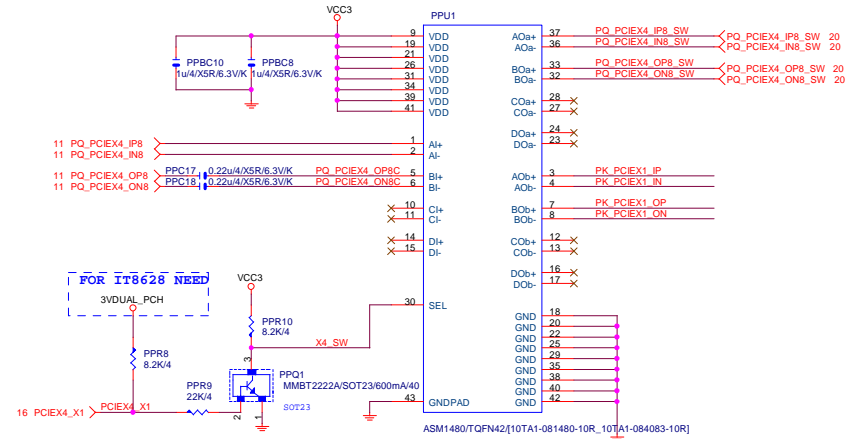 VCC3
PPU1
PPBC10
1u/4/X5R/6.3V/K
PPBC8
1u/4/X5R/6.3V/K
9 VDD
19 VDD
21 VDD
26 VDD
31 VDD
34 VDD
39 VDD
41 VDD
AOa+ 37 PQ_PCIEX4_IP8_SW PQ_PCIEX4_IP8_SW 20
AOa- 36 PQ_PCIEX4_IN8_SW PQ_PCIEX4_IN8_SW 20
BOa+ 33 PQ_PCIEX4_OP8_SW PQ_PCIEX4_OP8_SW 20
BOa- 32 PQ_PCIEX4_ON8_SW PQ_PCIEX4_ON8_SW 20
COa+ 28
COa- 27
DOa+ 24
DOa- 23
11 PQ_PCIEX4_IP8 1 AI+
11 PQ_PCIEX4_IN8 2 AI-
11 PQ_PCIEX4_OP8 PPC17 0.22u/4/X5R/6.3V/K PQ_PCIEX4_OP8C 5 BI+
11 PQ_PCIEX4_ON8 PPC18 0.22u/4/X5R/6.3V/K PQ_PCIEX4_ON8C 6 BI-
10 CI+
11 CI-
14 DI+
15 DI-
AOb+ 3 PK_PCIEX1_IP
AOb- 4 PK_PCIEX1_IN
BOb+ 7 PK_PCIEX1_OP
BOb- 8 PK_PCIEX1_ON
COb+ 12
COb- 13
DOb+ 16
DOb- 17
FOR IT8628 NEED
3VDUAL_PCH
VCC3
30 SEL
PPR10
8.2K/4
X4_SW
PPR8
8.2K/4
3
PPQ1
MMBT2222A/SOT23/600mA/40
SOT23
PPR9
22K/4
16 PCIEX4_X1 PCIEX4_X1
2
1
GND 18
GND 20
GND 22
GND 25
GND 29
GND 35
GND 38
GND 40
GND 42
43 GNDPAD
ASM1480/TQFN42/[10TA1-081480-10R_10TA1-084083-10R]